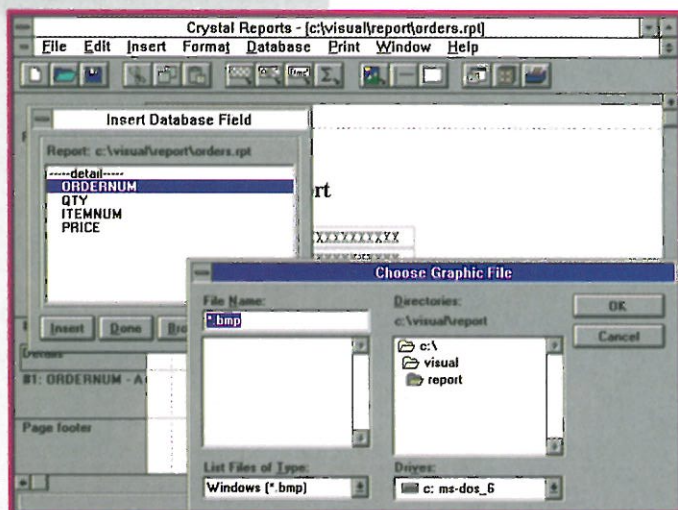 Crystal Reports - [c:\visual\report\orders.rpt]
File Edit Insert Format Database Print Window Help
Insert Database Field
Report: c:\visual\report\orders.rpt
-----detail-----
ORDERNUM
QTY
ITEMNUM
PRICE
Insert Done
Choose Graphic File
File Name:
*.bmp
Directories:
c:\visual\report
c:\
visual
report
OK
Cancel
List Files of Type:
Windows (*.bmp)
Drives:
c: ms-dos_6
Details
#1: ORDERNUM - A
Page footer